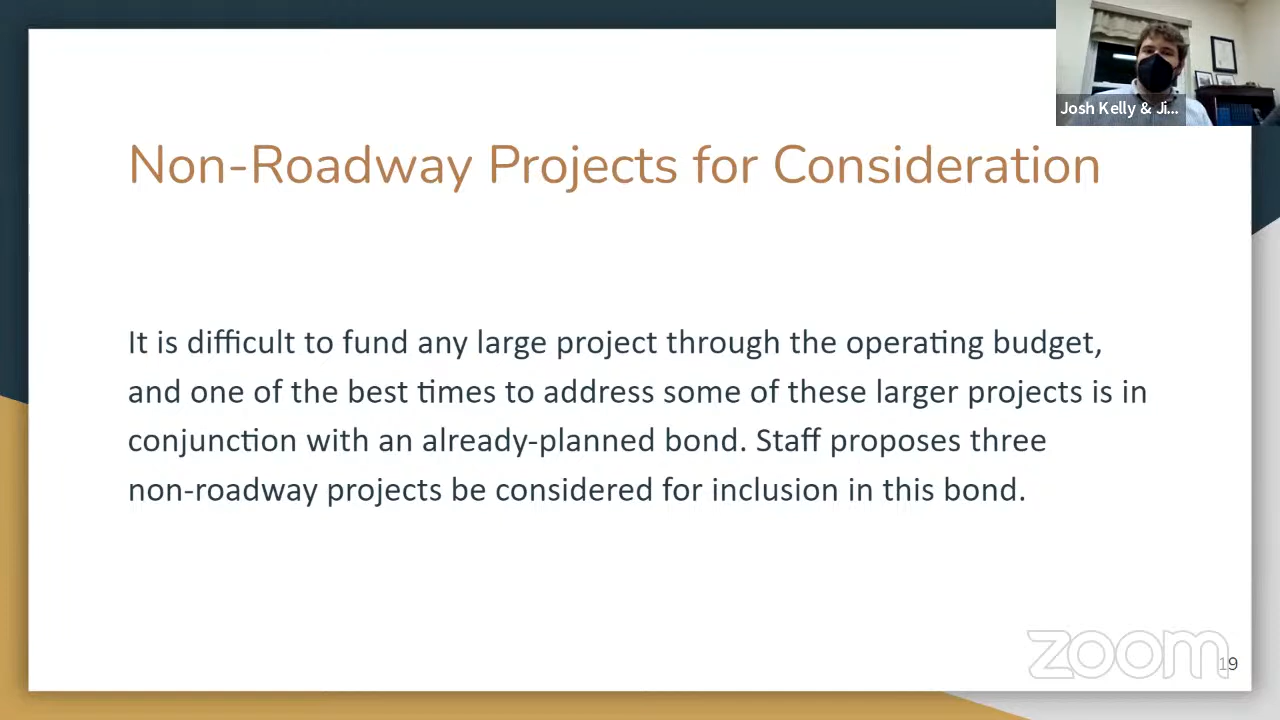 Josh Kelly & Ji...
Non-Roadway Projects for Consideration
It is difficult to fund any large project through the operating budget,
and one of the best times to address some of these larger projects is in
conjunction with an already-planned bond. Staff proposes three
non-roadway projects be considered for inclusion in this bond.
zoom
19